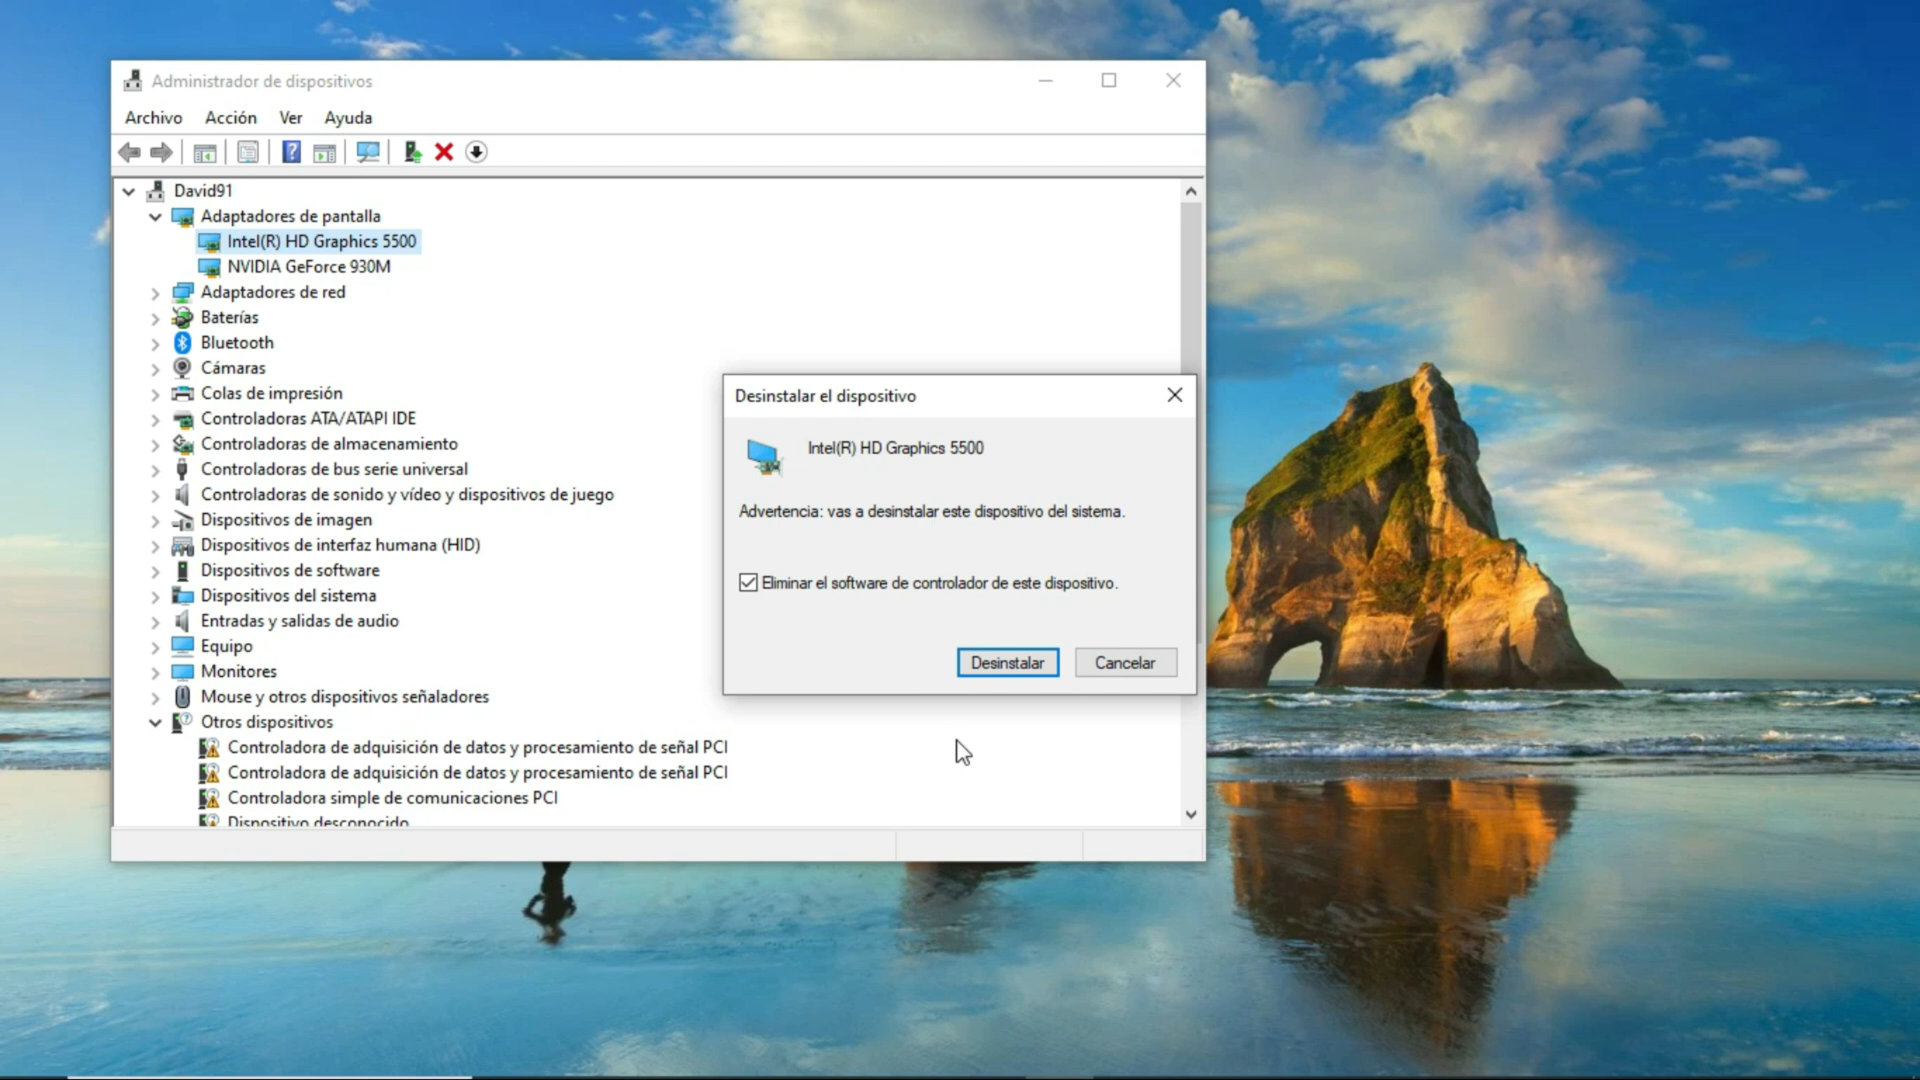 Administrador de dispositivos
Archivo Acción Ver Ayuda
David91
Adaptadores de pantalla
Intel(R) HD Graphics 5500
NVIDIA GeForce 930M
Adaptadores de red
Baterías
Bluetooth
Cámaras
Colas de impresión
Controladoras ATA/ATAPI IDE
Controladoras de almacenamiento
Controladoras de bus serie universal
Controladoras de sonido y vídeo y dispositivos de juego
Dispositivos de imagen
Dispositivos de interfaz humana (HID)
Dispositivos de software
Dispositivos del sistema
Entradas y salidas de audio
Equipo
Monitores
Mouse y otros dispositivos señaladores
Otros dispositivos
Controladora de adquisición de datos y procesamiento de señal PCI
Controladora de adquisición de datos y procesamiento de señal PCI
Controladora simple de comunicaciones PCI
Dispositivo desconocido
Desinstalar el dispositivo
Intel(R) HD Graphics 5500
Advertencia: vas a desinstalar este dispositivo del sistema.
Eliminar el software de controlador de este dispositivo.
Desinstalar Cancelar